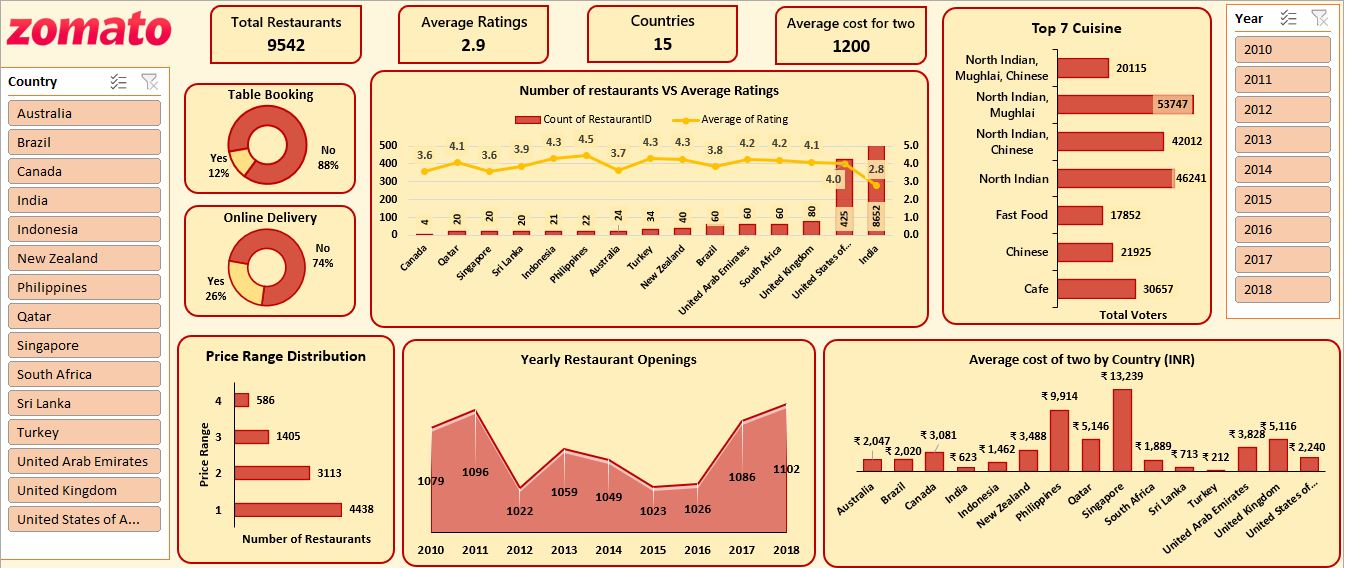 zomato
Total Restaurants
9542
Average Ratings
2.9
Countries
15
Average cost for two
1200
Country
Australia
Brazil
Canada
India
Indonesia
New Zealand
Philippines
Qatar
Singapore
South Africa
Sri Lanka
Turkey
United Arab Emirates
United Kingdom
United States of A...
Table Booking
Yes
12%
No
88%
Online Delivery
Yes
26%
No
74%
Number of restaurants VS Average Ratings
Count of RestaurantID
Average of Rating
500
400
300
200
100
0
5.0
4.0
3.0
2.0
1.0
0.0
3.6
4.1
3.6
3.9
4.3
4.5
3.7
4.3
4.3
3.8
4.2
4.2
4.1
4.0
2.8
4
20
20
20
21
22
24
34
40
60
60
60
80
425
8652
Canada
Qatar
Singapore
Sri Lanka
Indonesia
Philippines
Australia
Turkey
New Zealand
Brazil
United Arab Emirates
South Africa
United Kingdom
United States of...
India
Top 7 Cuisine
North Indian,
Mughlai, Chinese
20115
North Indian,
Mughlai
53747
North Indian,
Chinese
42012
North Indian
46241
Fast Food
17852
Chinese
21925
Cafe
30657
Total Voters
Year
2010
2011
2012
2013
2014
2015
2016
2017
2018
Price Range Distribution
Price Range
4
586
3
1405
2
3113
1
4438
Number of Restaurants
Yearly Restaurant Openings
1079
1096
1022
1059
1049
1023
1026
1086
1102
2010
2011
2012
2013
2014
2015
2016
2017
2018
Average cost of two by Country (INR)
₹ 2,047
₹ 2,020
₹ 3,081
₹ 623
₹ 1,462
₹ 3,488
₹ 9,914
₹ 5,146
₹ 13,239
₹ 1,889
₹ 713
₹ 212
₹ 3,828
₹ 5,116
₹ 2,240
Australia
Brazil
Canada
India
Indonesia
New Zealand
Philippines
Qatar
Singapore
South Africa
Sri Lanka
Turkey
United Arab Emirates
United Kingdom
United States of...